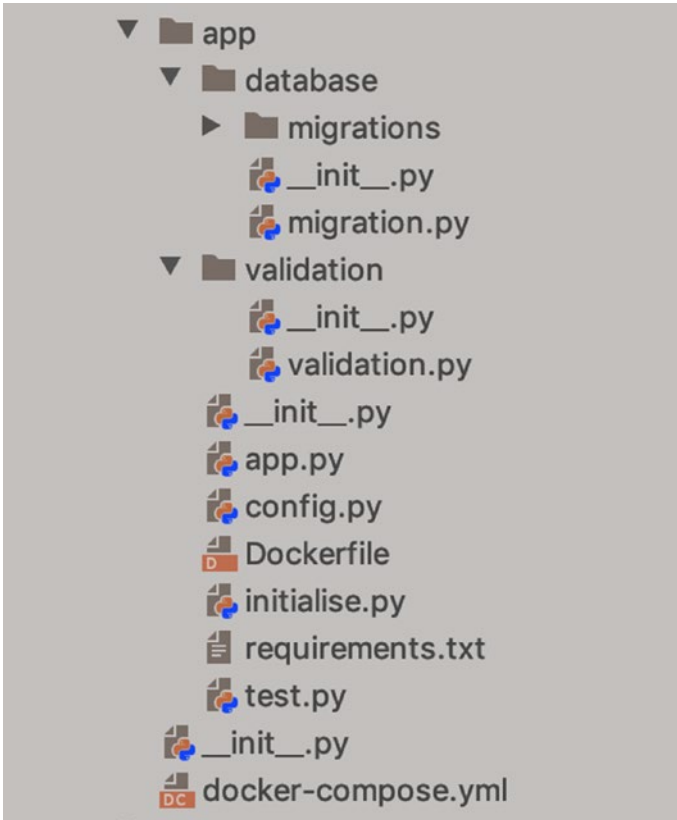 app
database
migrations
__init__.py
migration.py
validation
__init__.py
validation.py
__init__.py
app.py
config.py
D Dockerfile
initialise.py
requirements.txt
test.py
__init__.py
DC docker-compose.yml